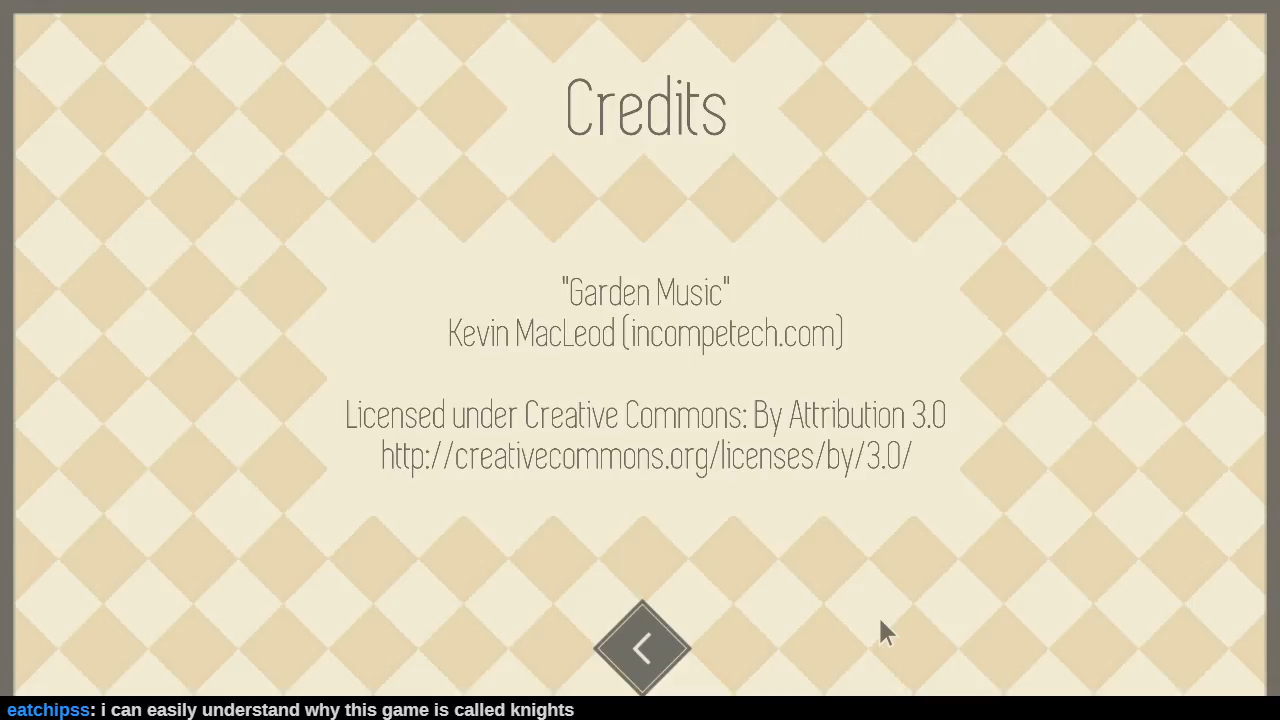 Credits
"Garden Music"
Kevin MacLeod (incompetech.com)
Licensed under Creative Commons: By Attribution 3.0
http://creativecommons.org/licenses/by/3.0/
eatchipss: i can easily understand why this game is called knights